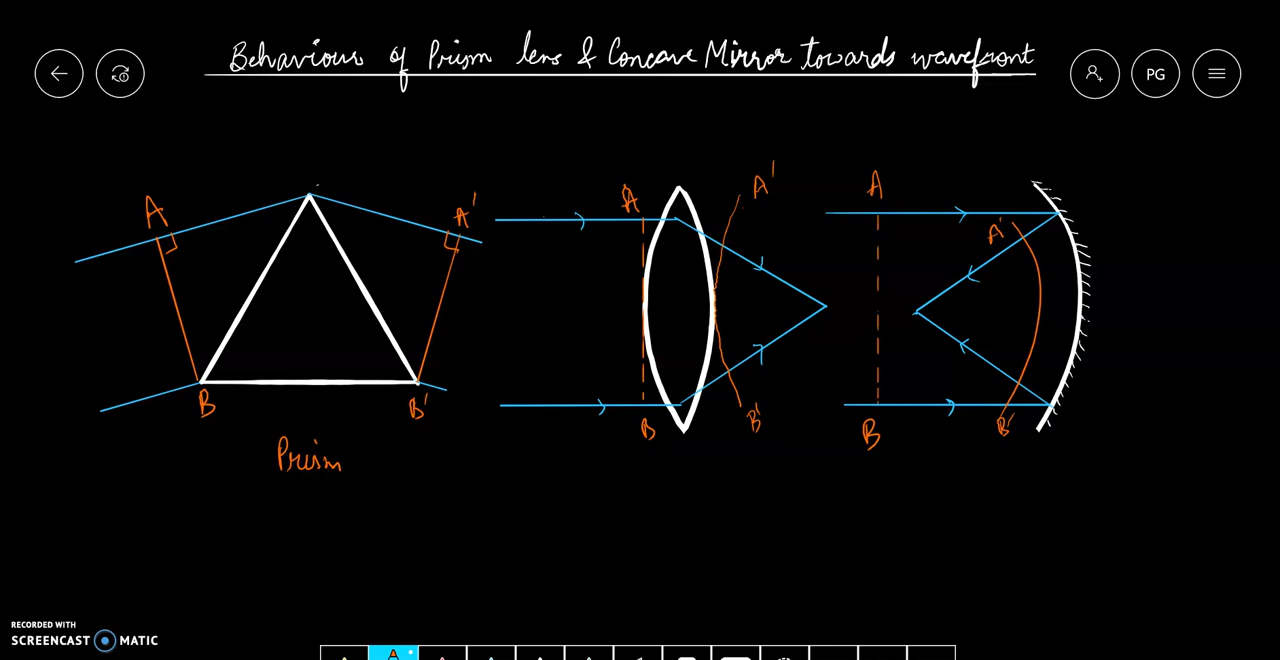 Behaviour of Prism lens & Concave Mirror towards wavefront
PG
A
A'
B
B'
Prism
A
A'
B
B'
A
A'
B
B'
RECORDED WITH
SCREENCAST MATIC
A